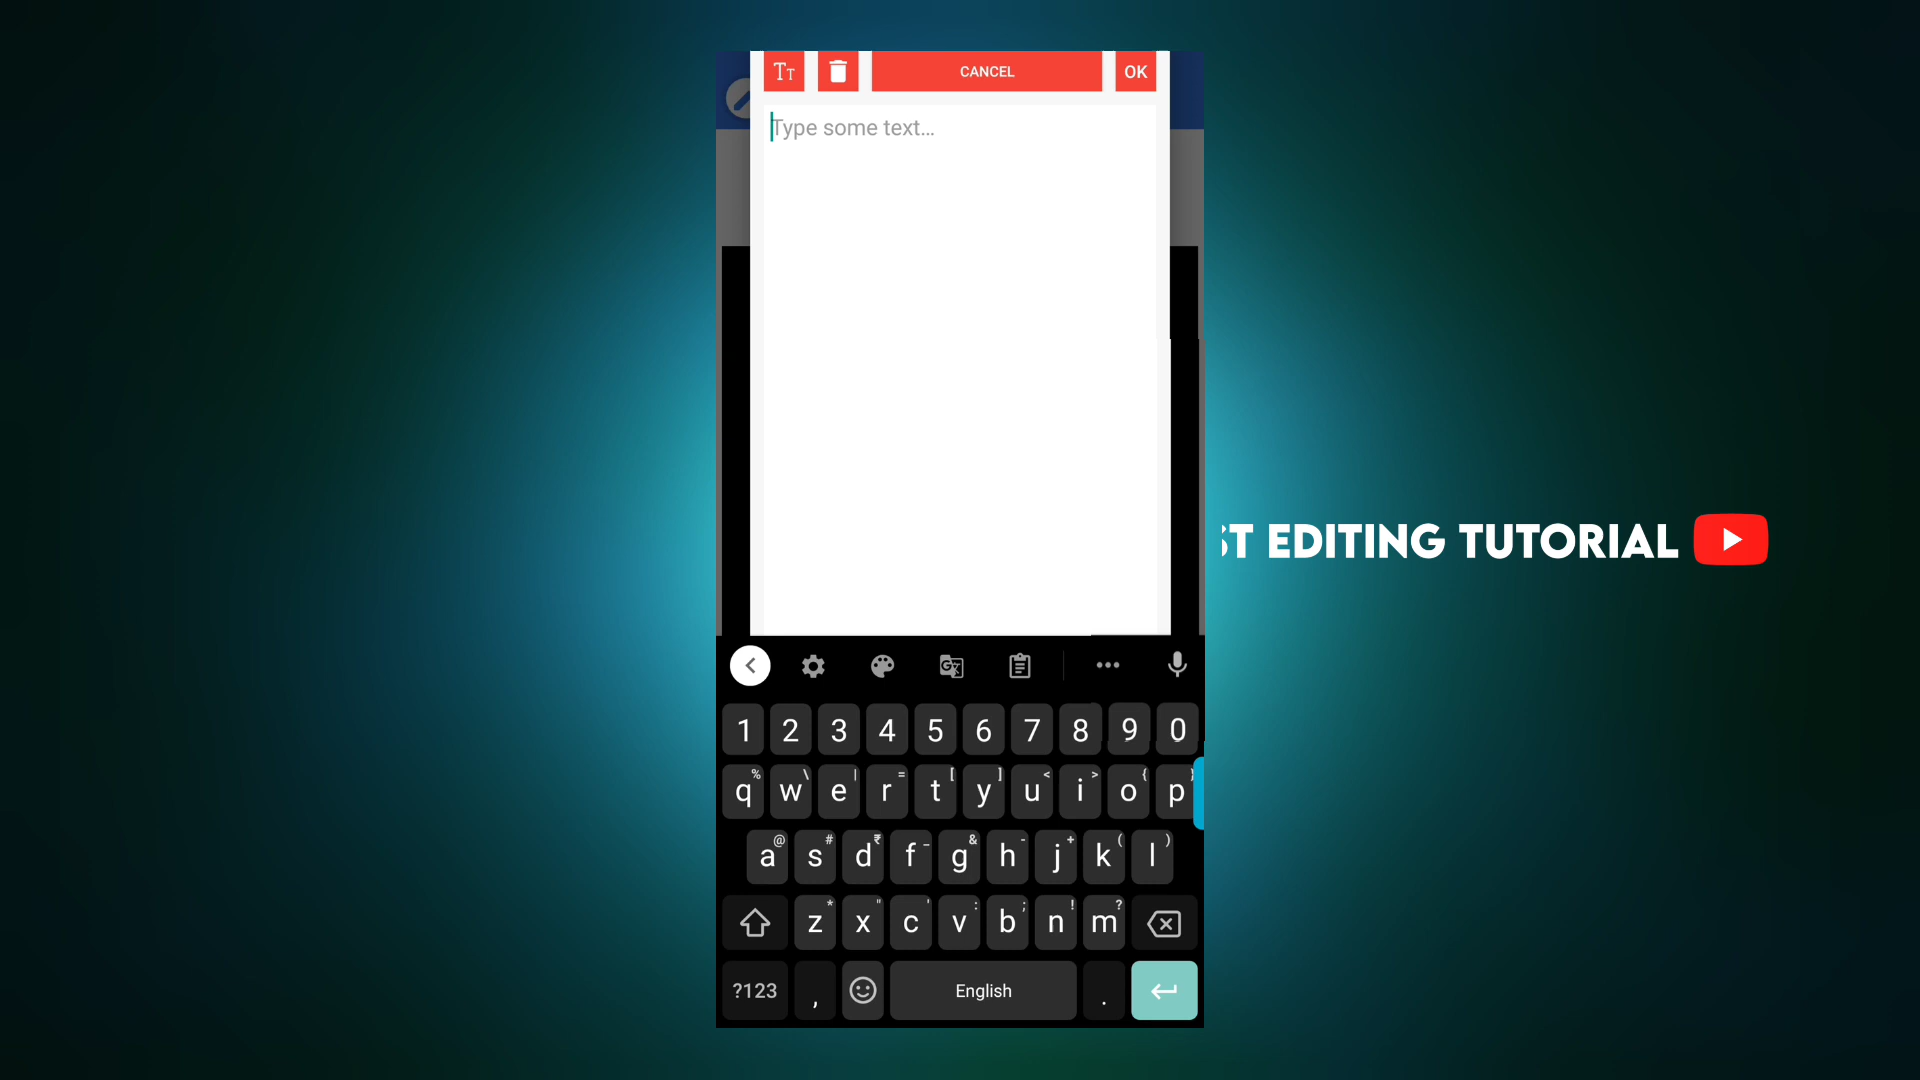 Tт CANCEL OK
Type some text...
EDITING TUTORIAL
1 2 3 4 5 6 7 8 9 0
% \ | = [ ] < > {
q w e r t y u i o p
@ # ₹ _ & - + ( )
a s d f g h j k l
* " ' : ; ! ?
z x c v b n m
?123 , English .